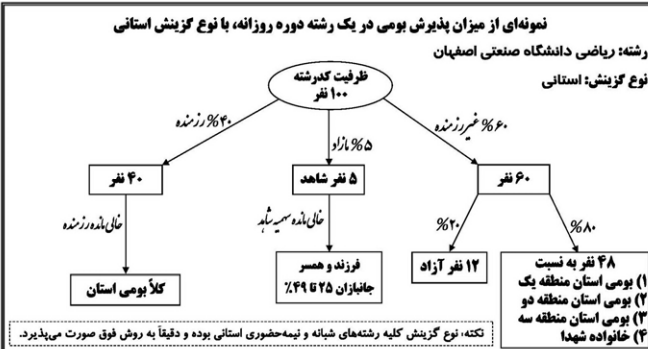 نمونه‌ای از میزان پذیرش بومی در یک رشته دوره روزانه، با نوع گزینش استانی
رشته: ریاضی دانشگاه صنعتی اصفهان
نوع گزینش: استانی
ظرفیت کدرشته
۱۰۰ نفر
۶۰% غیررزمنده
۵% مازاد
۴۰% رزمنده
۶۰ نفر
۵ نفر شاهد
۴۰ نفر
۸۰%
۲۰%
خالی مانده سهمیه شاهد
خالی مانده رزمنده
۴۸ نفر به نسبت
۱) بومی استان منطقه یک
۲) بومی استان منطقه دو
۳) بومی استان منطقه سه
۴) خانواده شهدا
۱۲ نفر آزاد
فرزند و همسر
جانبازان ۲۵ تا ۴۹٪
کلاً بومی استان
نکته: نوع گزینش کلیه رشته‌های شبانه و نیمه‌حضوری استانی بوده و دقیقاً به روش فوق صورت می‌پذیرد.